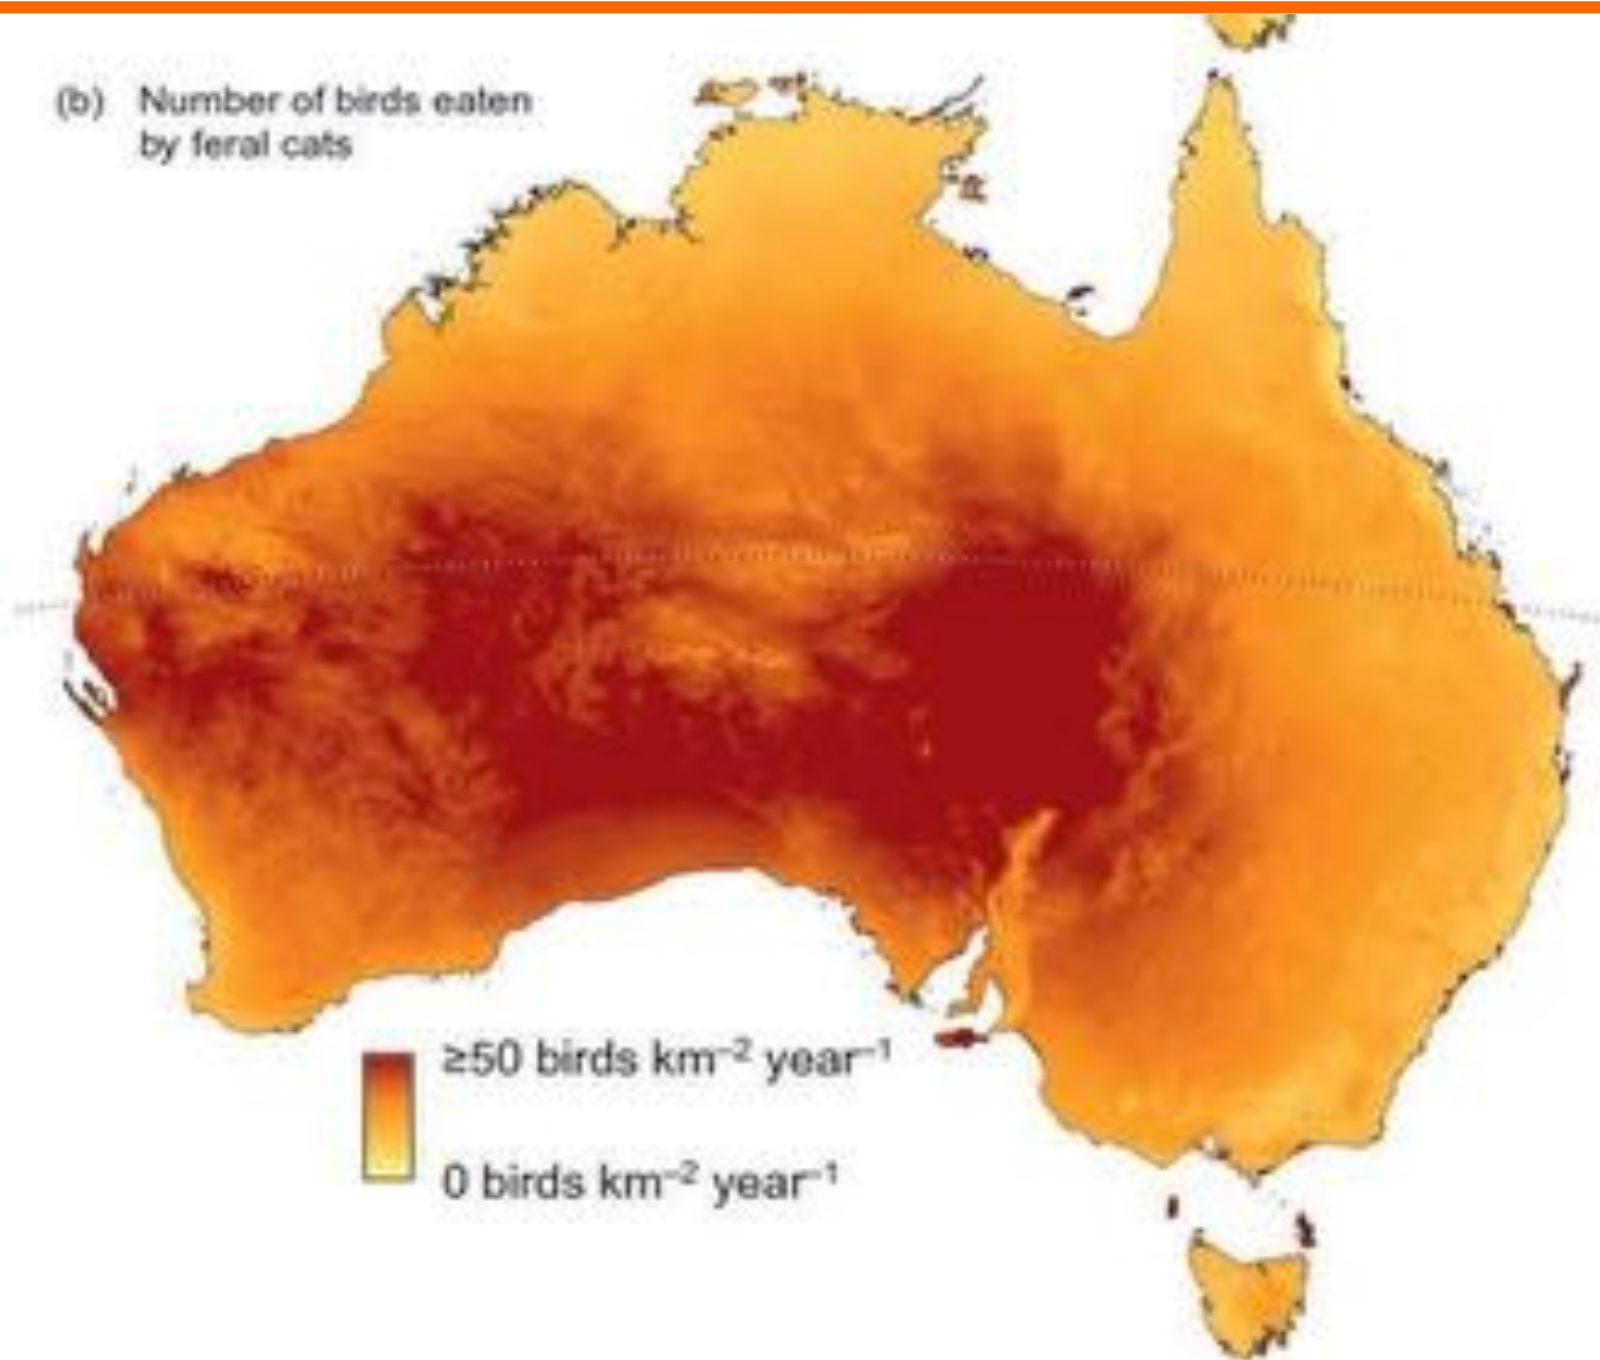 (b) Number of birds eaten
by feral cats
≥50 birds km⁻² year⁻¹
0 birds km⁻² year⁻¹